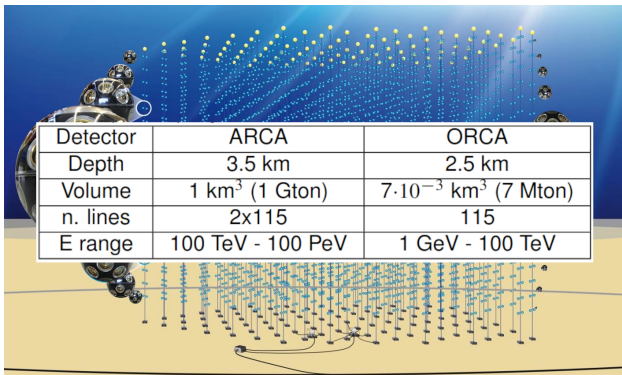 Detector ARCA ORCA
Depth 3.5 km 2.5 km
Volume 1 km³ (1 Gton) 7·10⁻³ km³ (7 Mton)
n. lines 2x115 115
E range 100 TeV - 100 PeV 1 GeV - 100 TeV